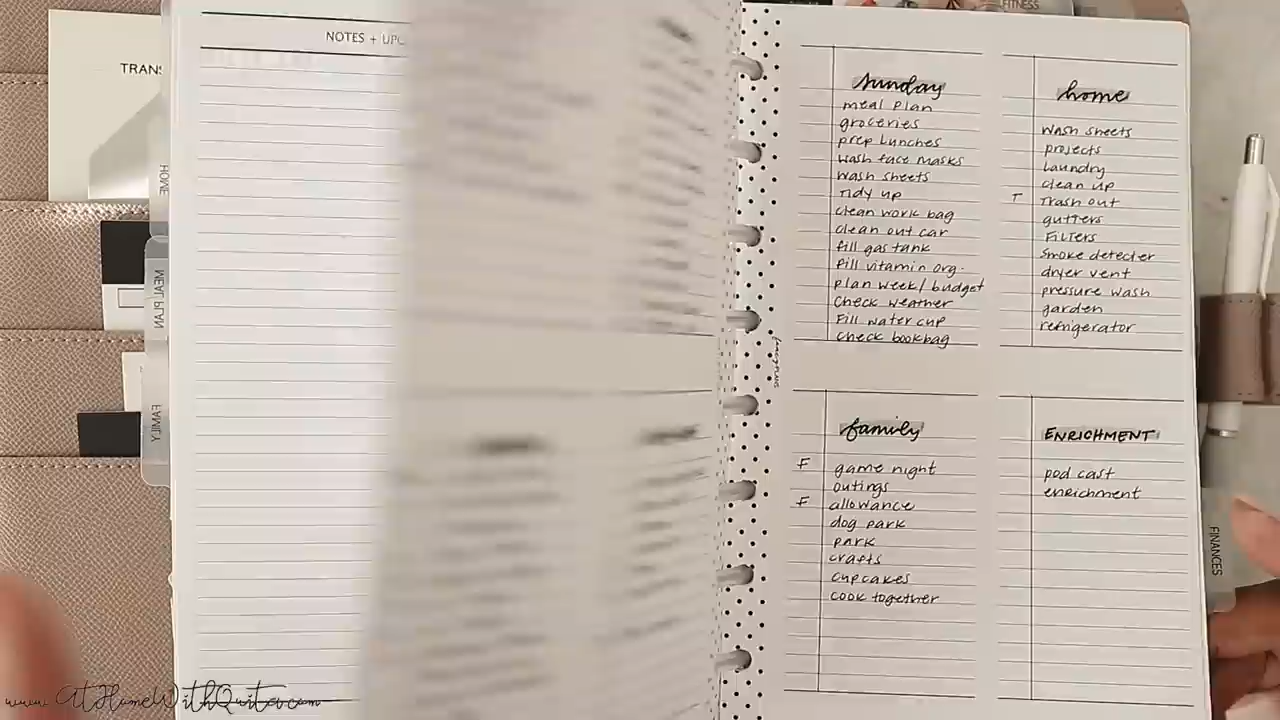 FITNESS
NOTES + UPC
TRANS
HOME
MEAL PLAN
FAMILY
sunday
meal plan
groceries
prep lunches
wash face masks
wash sheets
Tidy up
clean work bag
clean out car
fill gas tank
fill vitamin org.
plan week/budget
Check weather
Fill water cup
check bookbag
home
wash sheets
projects
laundry
clean up
T Trash out
gutters
Filters
smoke detecter
dryer vent
pressure wash
garden
refrigerator
family
F game night
outings
F allowance
dog park
park
crafts
cupcakes
cook together
ENRICHMENT
pod cast
enrichment
FINANCES
www.AtHomeWithQuita.com